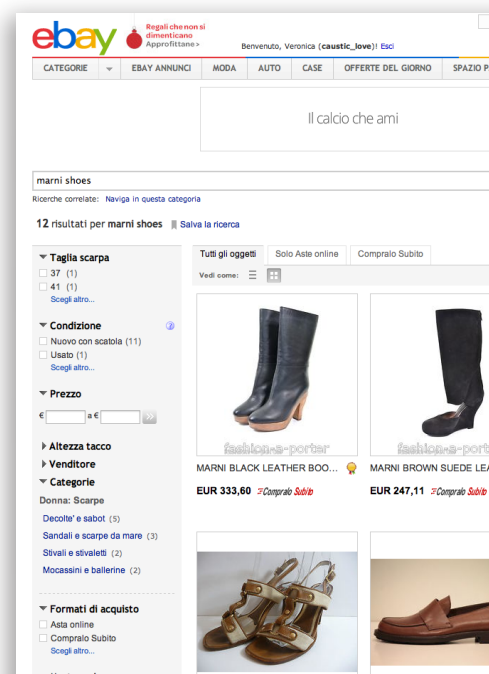 ebay
Regali che non si
dimenticano
Approfittane >
Benvenuto, Veronica (caustic_love)! Esci
CATEGORIE
EBAY ANNUNCI
MODA
AUTO
CASE
OFFERTE DEL GIORNO
SPAZIO P
Il calcio che ami
marni shoes
Ricerche correlate: Naviga in questa categoria
12 risultati per marni shoes
Salva la ricerca
Taglia scarpa
37 (1)
41 (1)
Scegli altro...
Condizione
Nuovo con scatola (11)
Usato (1)
Scegli altro...
Prezzo
€ a €
Altezza tacco
Venditore
Categorie
Donna: Scarpe
Decolte' e sabot (5)
Sandali e scarpe da mare (3)
Stivali e stivaletti (2)
Mocassini e ballerine (2)
Formati di acquisto
Asta online
Compralo Subito
Scegli altro...
Tutti gli oggetti
Solo Aste online
Compralo Subito
Vedi come:
fashion-e-porter
fashion-e-port
MARNI BLACK LEATHER BOO...
MARNI BROWN SUEDE LEA
EUR 333,60 Compralo Subito
EUR 247,11 Compralo Subito